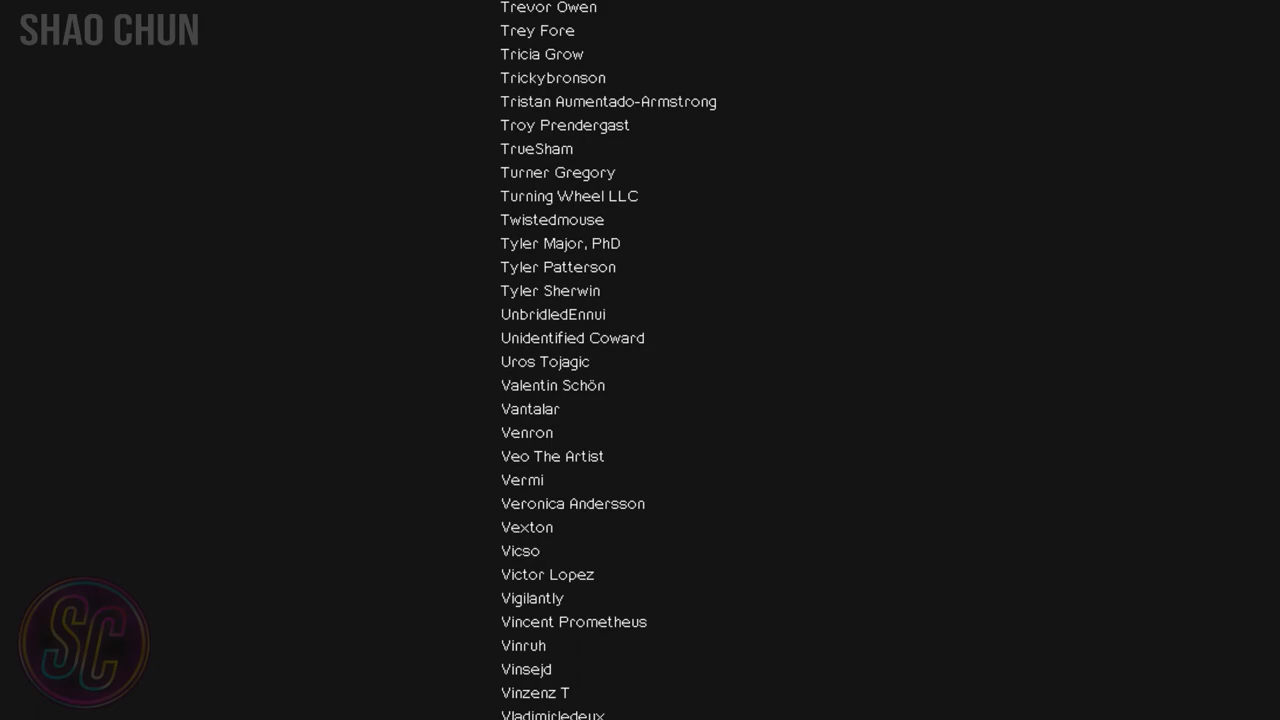 SHAO CHUN
Trevor Owen
Trey Fore
Tricia Grow
Trickybronson
Tristan Aumentado-Armstrong
Troy Prendergast
TrueSham
Turner Gregory
Turning Wheel LLC
Twistedmouse
Tyler Major, PhD
Tyler Patterson
Tyler Sherwin
UnbridledEnnui
Unidentified Coward
Uros Tojagic
Valentin Schön
Vantalar
Venron
Veo The Artist
Vermi
Veronica Andersson
Vexton
Vicso
Victor Lopez
Vigilantly
Vincent Prometheus
Vinruh
Vinsejd
Vinzenz T
Vladimirledeux
SC